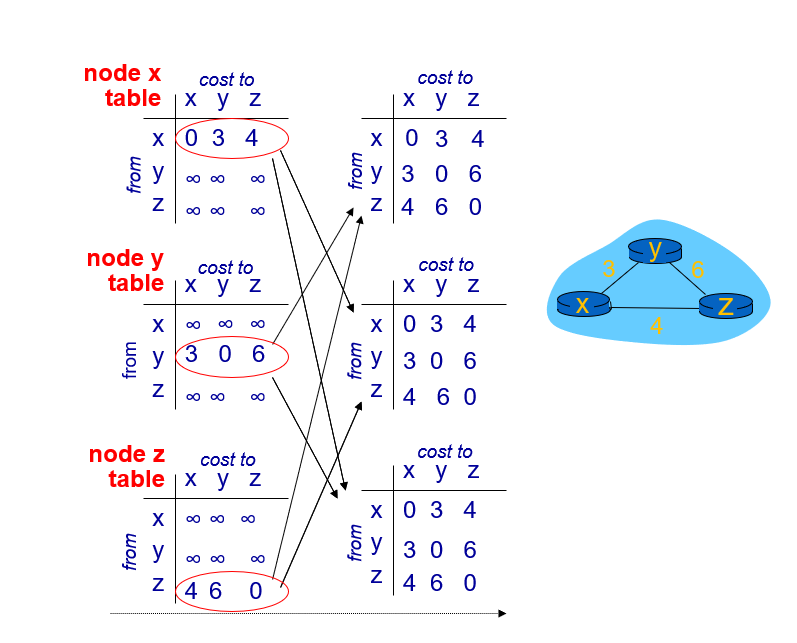 node x table
cost to
x y z
from
x 0 3 4
y ∞ ∞ ∞
z ∞ ∞ ∞
cost to
x y z
from
x 0 3 4
y 3 0 6
z 4 6 0
node y table
cost to
x y z
from
x ∞ ∞ ∞
y 3 0 6
z ∞ ∞ ∞
cost to
x y z
from
x 0 3 4
y 3 0 6
z 4 6 0
node z table
cost to
x y z
from
x ∞ ∞ ∞
y ∞ ∞ ∞
z 4 6 0
cost to
x y z
from
x 0 3 4
y 3 0 6
z 4 6 0
y
3 6
x z
4